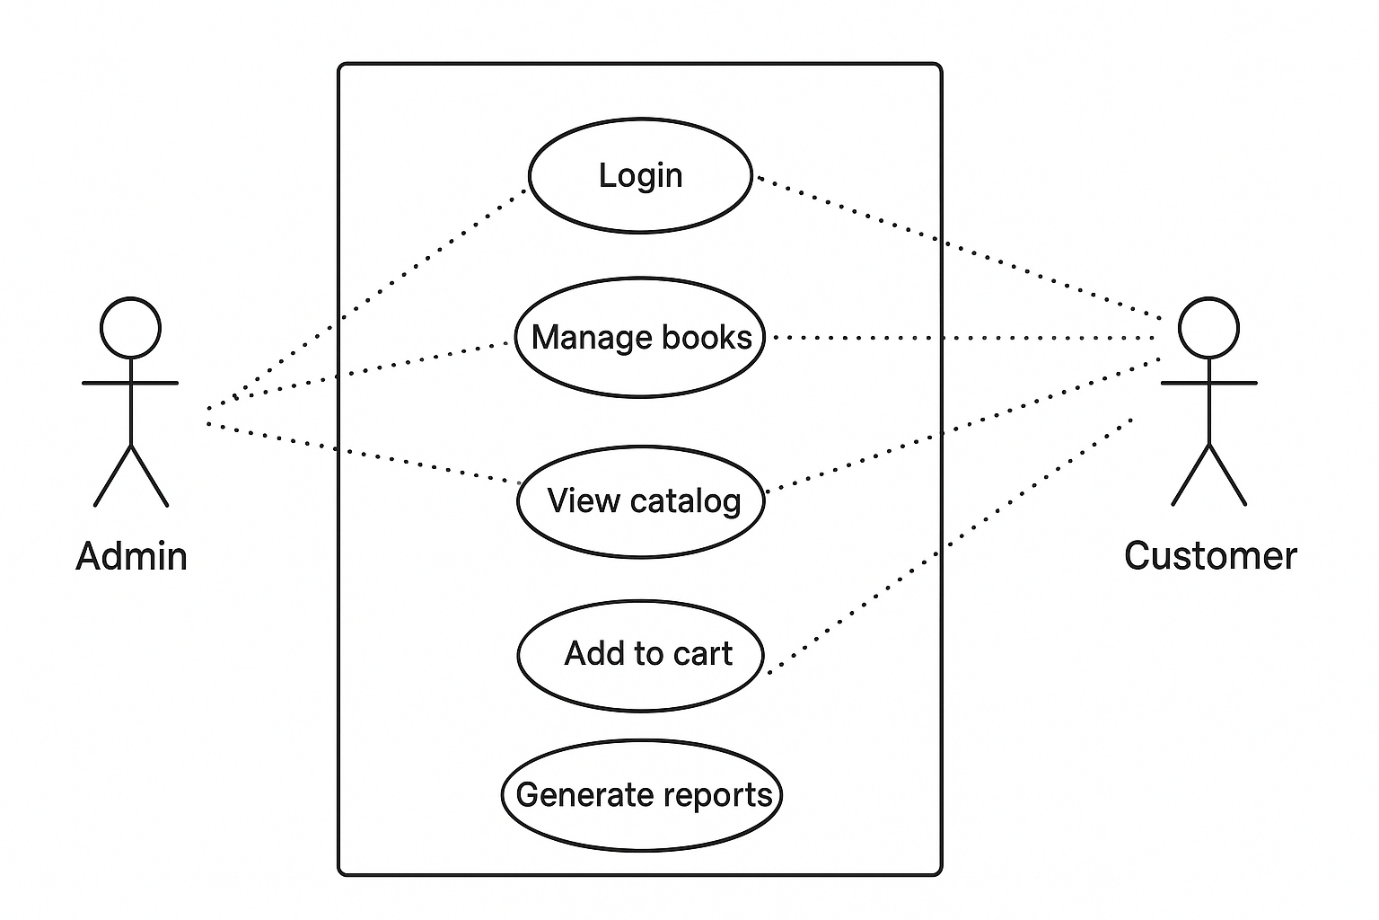 Login
Manage books
View catalog
Admin
Customer
Add to cart
Generate reports